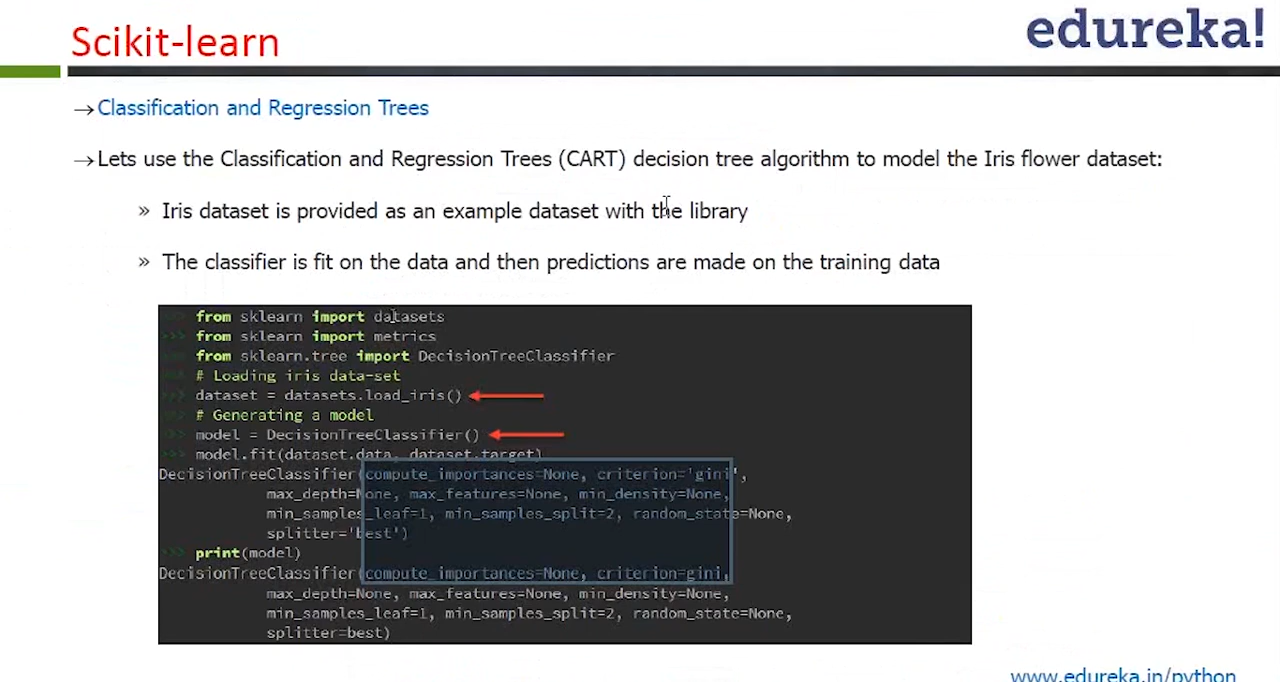 Scikit-learn
edureka!
→Classification and Regression Trees
→Lets use the Classification and Regression Trees (CART) decision tree algorithm to model the Iris flower dataset:
» Iris dataset is provided as an example dataset with the library
» The classifier is fit on the data and then predictions are made on the training data
>>> from sklearn import datasets
>>> from sklearn import metrics
>>> from sklearn.tree import DecisionTreeClassifier
>>> # Loading iris data-set
>>> dataset = datasets.load_iris()
>>> # Generating a model
>>> model = DecisionTreeClassifier()
>>> model.fit(dataset.data, dataset.target)
DecisionTreeClassifier(compute_importances=None, criterion='gini',
max_depth=None, max_features=None, min_density=None,
min_samples_leaf=1, min_samples_split=2, random_state=None,
splitter='best')
>>> print(model)
DecisionTreeClassifier(compute_importances=None, criterion=gini,
max_depth=None, max_features=None, min_density=None,
min_samples_leaf=1, min_samples_split=2, random_state=None,
splitter=best)
www.edureka.in/python